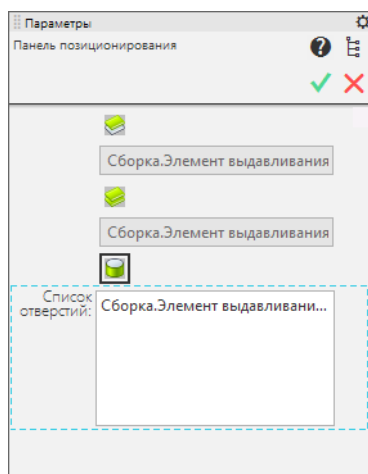 Параметры
Панель позиционирования
Сборка.Элемент выдавливания
Сборка.Элемент выдавливания
Список
отверстий:
Сборка.Элемент выдавливани...